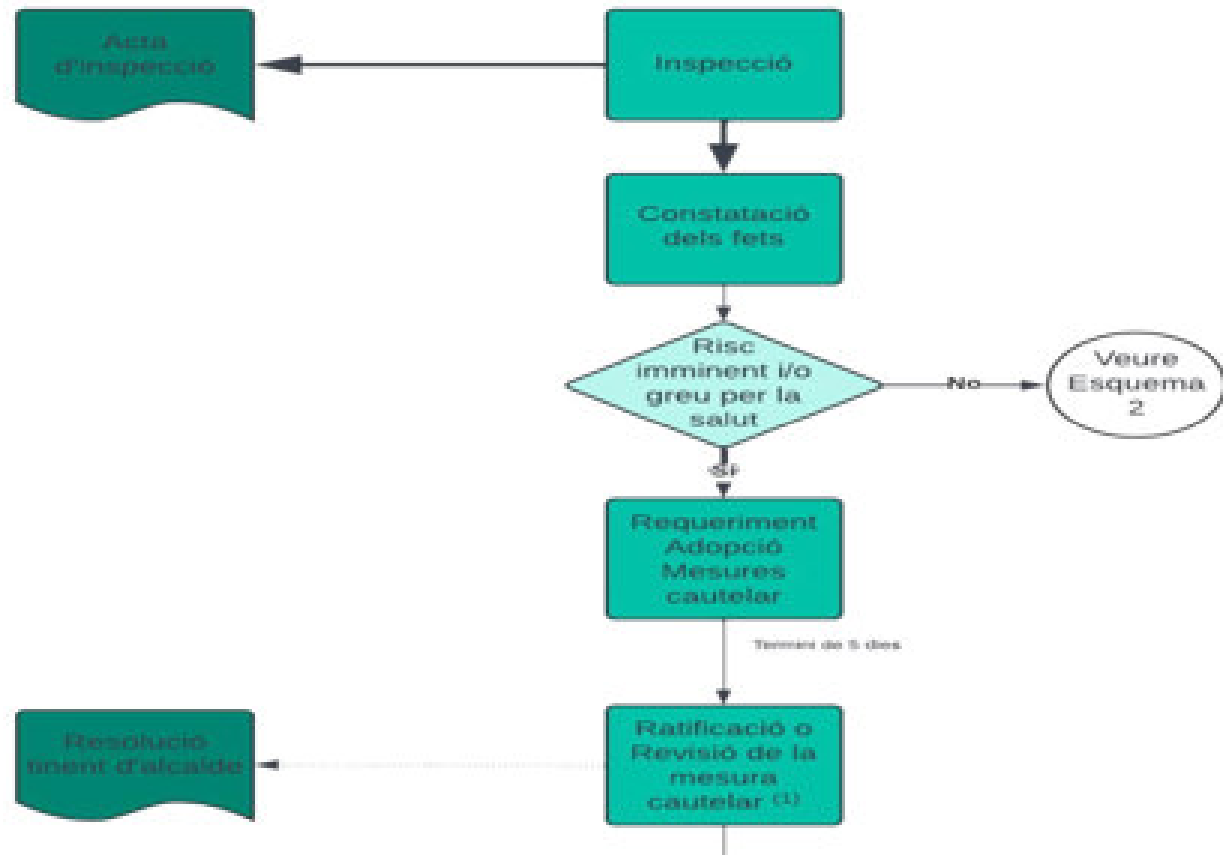 Acta
d'inspecció
Inspecció
Constatació
dels fets
Risc
imminent i/o
greu per la
salut
No
Veure
Esquema
2
Sí
Requeriment
Adopció
Mesures
cautelar
Termini de 5 dies
Resolució
tinent d'alcalde
Ratificació o
Revisió de la
mesura
cautelar (1)